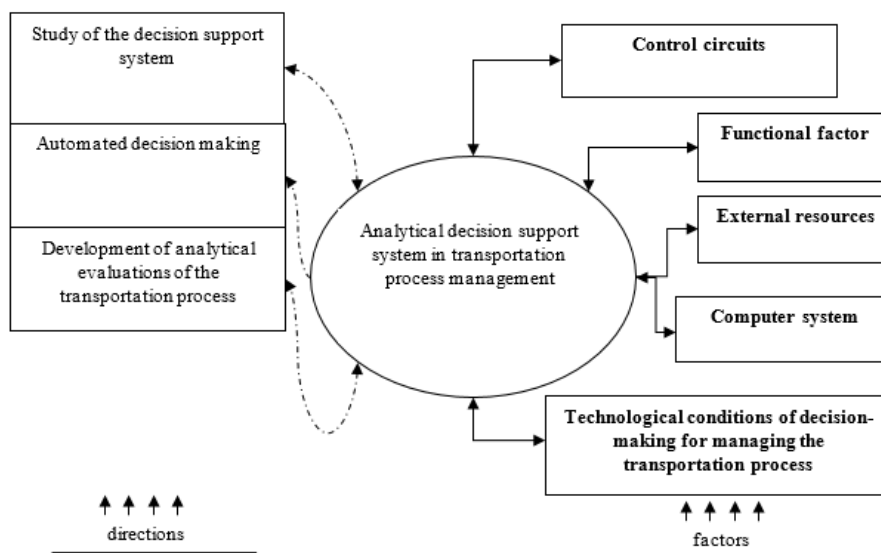 Study of the decision support
system
Automated decision making
Development of analytical
evaluations of the
transportation process
directions
Analytical decision support
system in transportation
process management
Control circuits
Functional factor
External resources
Computer system
Technological conditions of decision-
making for managing the
transportation process
factors